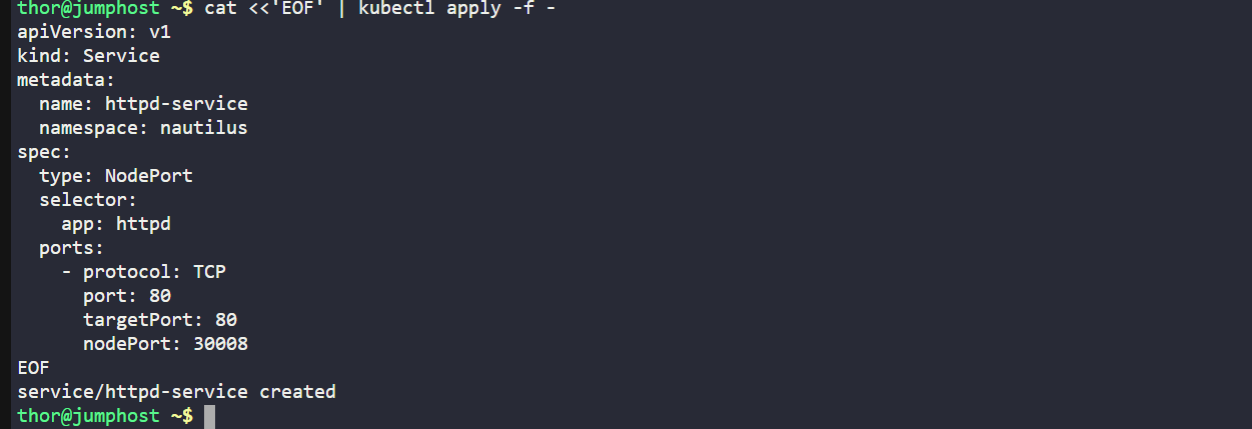 thor@jumphost ~$ cat <<'EOF' | kubectl apply -f -
apiVersion: v1
kind: Service
metadata:
  name: httpd-service
  namespace: nautilus
spec:
  type: NodePort
  selector:
    app: httpd
  ports:
    - protocol: TCP
      port: 80
      targetPort: 80
      nodePort: 30008
EOF
service/httpd-service created
thor@jumphost ~$